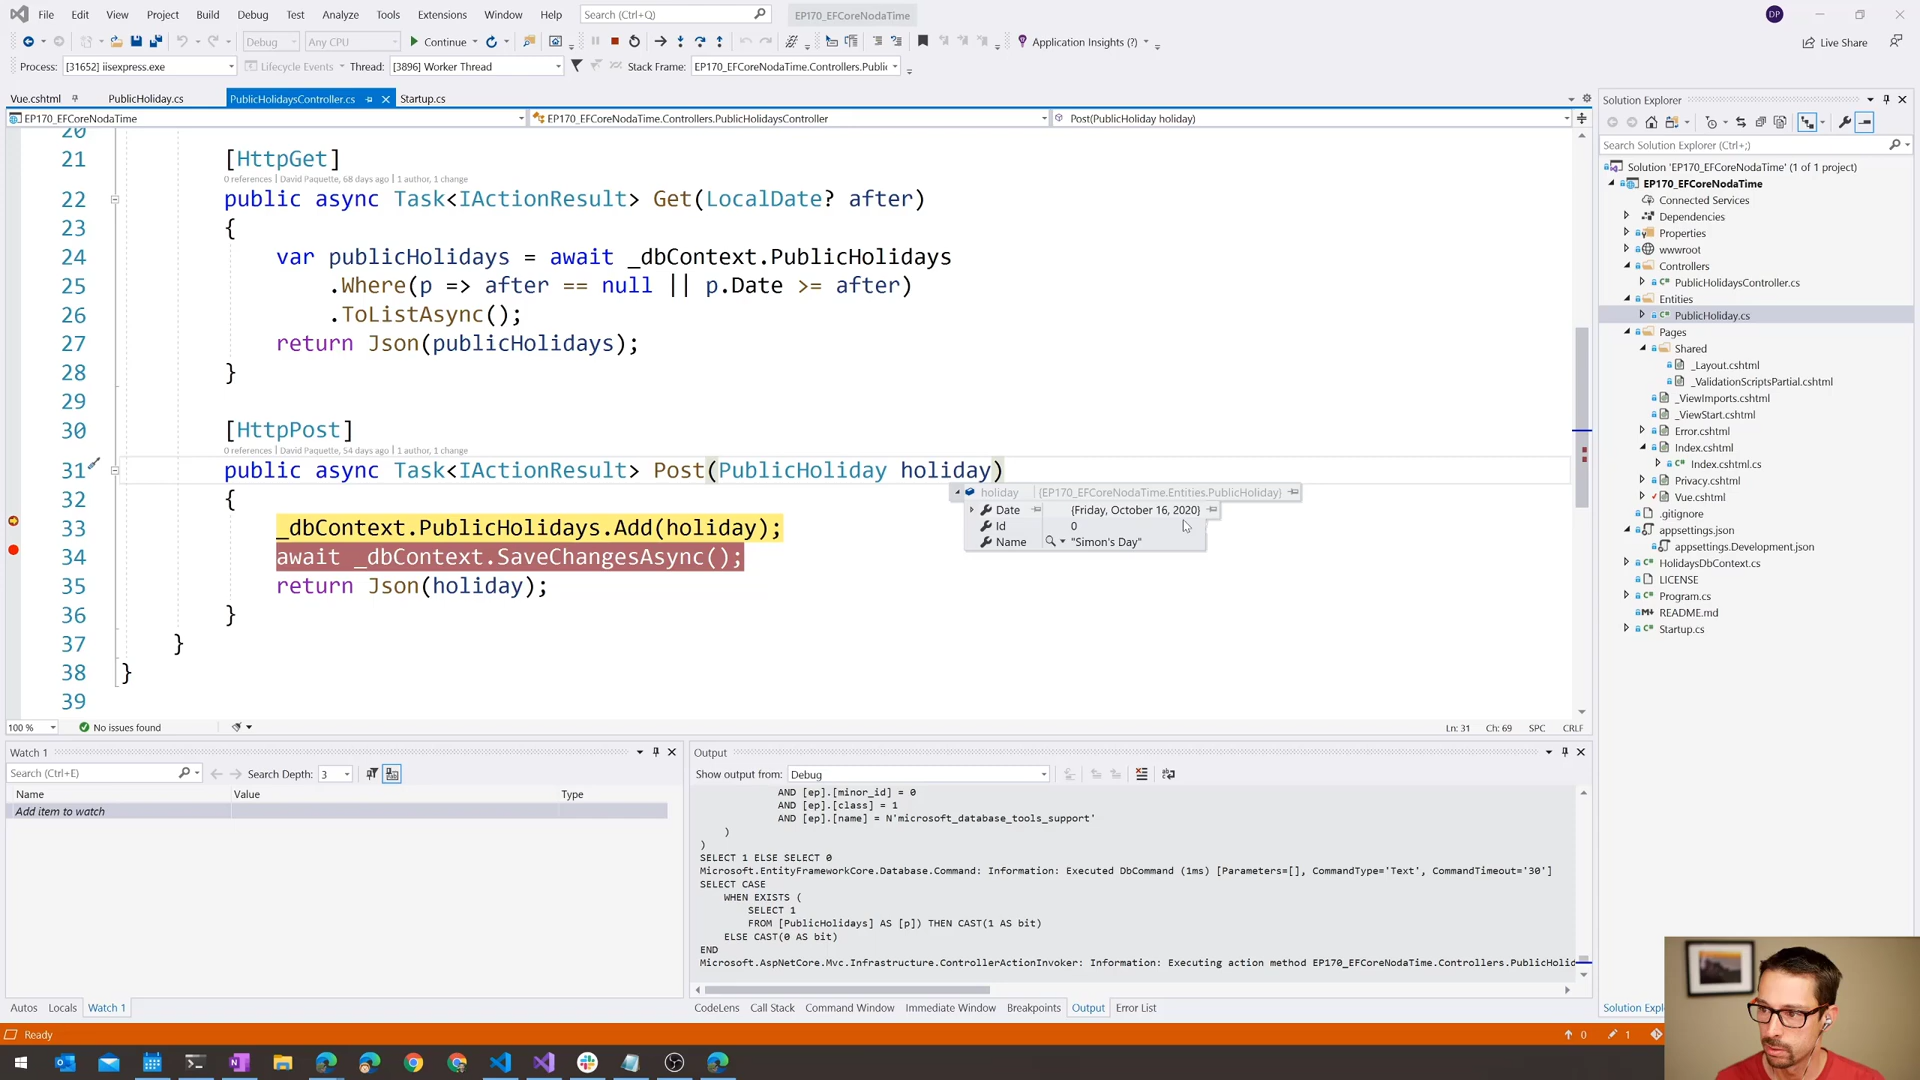 File Edit View Project Build Debug Test Analyze Tools Extensions Window Help Search (Ctrl+Q) EP170_EFCoreNodaTime DP
Debug Any CPU Continue Application Insights (?) Live Share
Process: [31652] iisexpress.exe Lifecycle Events Thread: [3896] Worker Thread Stack Frame: EP170_EFCoreNodaTime.Controllers.Public
Vue.cshtml PublicHoliday.cs PublicHolidaysController.cs Startup.cs
EP170_EFCoreNodaTime EP170_EFCoreNodaTime.Controllers.PublicHolidaysController Post(PublicHoliday holiday)
20
21 [HttpGet]
0 references | David Paquette, 68 days ago | 1 author, 1 change
22 public async Task<IActionResult> Get(LocalDate? after)
23 {
24 var publicHolidays = await _dbContext.PublicHolidays
25 .Where(p => after == null || p.Date >= after)
26 .ToListAsync();
27 return Json(publicHolidays);
28 }
29
30 [HttpPost]
0 references | David Paquette, 54 days ago | 1 author, 1 change
31 public async Task<IActionResult> Post(PublicHoliday holiday)
holiday {EP170_EFCoreNodaTime.Entities.PublicHoliday}
Date {Friday, October 16, 2020}
Id 0
Name "Simon's Day"
32 {
33 _dbContext.PublicHolidays.Add(holiday);
34 await _dbContext.SaveChangesAsync();
35 return Json(holiday);
36 }
37 }
38 }
39
100 % No issues found Ln: 31 Ch: 69 SPC CRLF
Solution Explorer
Search Solution Explorer (Ctrl+;)
Solution 'EP170_EFCoreNodaTime' (1 of 1 project)
EP170_EFCoreNodaTime
Connected Services
Dependencies
Properties
wwwroot
Controllers
PublicHolidaysController.cs
Entities
PublicHoliday.cs
Pages
Shared
_Layout.cshtml
_ValidationScriptsPartial.cshtml
_ViewImports.cshtml
_ViewStart.cshtml
Error.cshtml
Index.cshtml
Index.cshtml.cs
Privacy.cshtml
Vue.cshtml
.gitignore
appsettings.json
appsettings.Development.json
HolidaysDbContext.cs
LICENSE
Program.cs
README.md
Startup.cs
Solution Expl
Watch 1
Search (Ctrl+E) Search Depth: 3
Name Value Type
Add item to watch
Autos Locals Watch 1
Output
Show output from: Debug
AND [ep].[minor_id] = 0
AND [ep].[class] = 1
AND [ep].[name] = N'microsoft_database_tools_support'
)
)
SELECT 1 ELSE SELECT 0
Microsoft.EntityFrameworkCore.Database.Command: Information: Executed DbCommand (1ms) [Parameters=[], CommandType='Text', CommandTimeout='30']
SELECT CASE
WHEN EXISTS (
SELECT 1
FROM [PublicHolidays] AS [p]) THEN CAST(1 AS bit)
ELSE CAST(0 AS bit)
END
Microsoft.AspNetCore.Mvc.Infrastructure.ControllerActionInvoker: Information: Executing action method EP170_EFCoreNodaTime.Controllers.PublicHolid
CodeLens Call Stack Command Window Immediate Window Breakpoints Output Error List
Ready 0 1